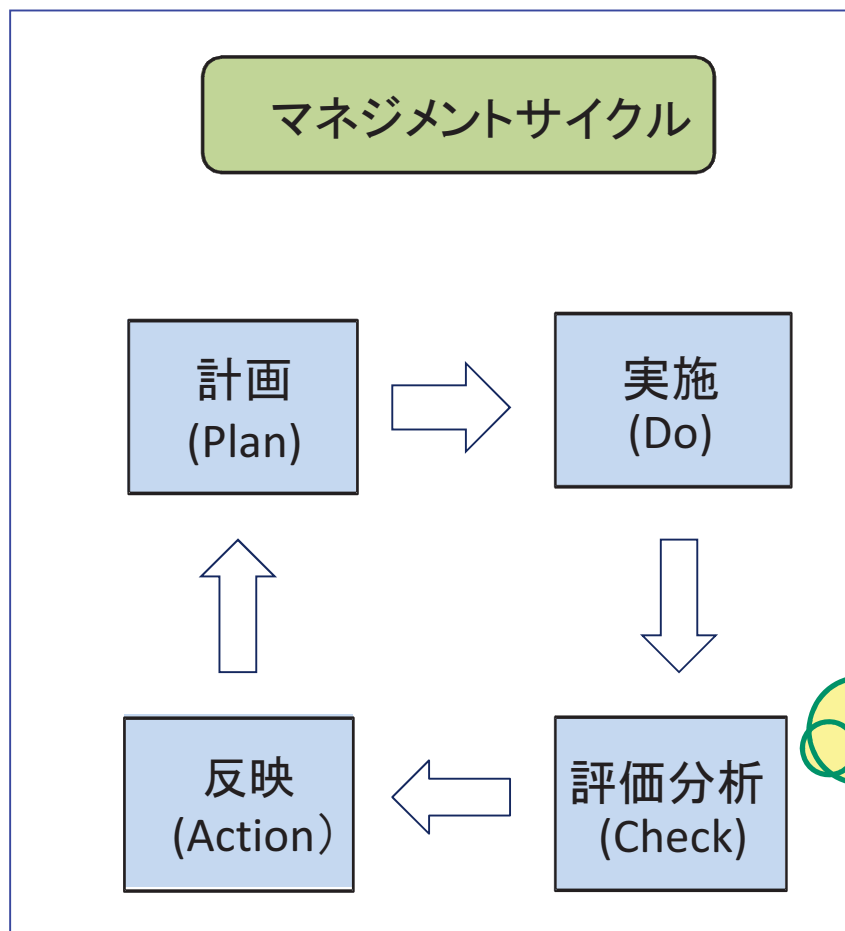 マネジメントサイクル
計画
(Plan)
実施
(Do)
反映
(Action）
評価分析
(Check)